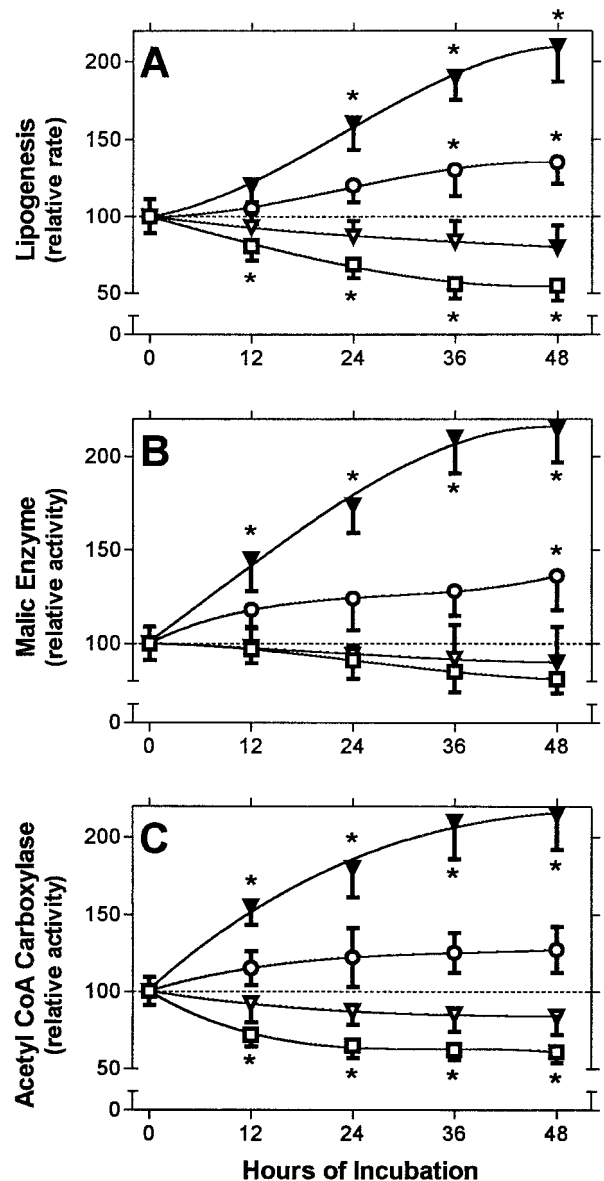 A
Lipogenesis
(relative rate)
200
150
100
50
0
* * * *
* * *
* * * *
0 12 24 36 48
B
Malic Enzyme
(relative activity)
200
150
100
0
* * * *
*
0 12 24 36 48
C
Acetyl CoA Carboxylase
(relative activity)
200
150
100
50
0
* * * *
* * * *
0 12 24 36 48
Hours of Incubation